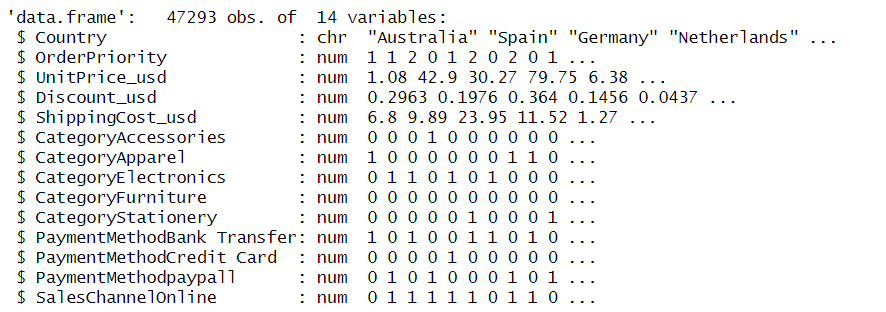 'data.frame':   47293 obs. of  14 variables:
 $ Country                    : chr  "Australia" "Spain" "Germany" "Netherlands" ...
 $ OrderPriority              : num  1 1 2 0 1 2 0 2 0 1 ...
 $ UnitPrice_usd              : num  1.08 42.9 30.27 79.75 6.38 ...
 $ Discount_usd               : num  0.2963 0.1976 0.364 0.1456 0.0437 ...
 $ ShippingCost_usd           : num  6.8 9.89 23.95 11.52 1.27 ...
 $ CategoryAccessories        : num  0 0 0 1 0 0 0 0 0 0 ...
 $ CategoryApparel            : num  1 0 0 0 0 0 0 1 1 0 ...
 $ CategoryElectronics        : num  0 1 1 0 1 0 1 0 0 0 ...
 $ CategoryFurniture          : num  0 0 0 0 0 0 0 0 0 0 ...
 $ CategoryStationery         : num  0 0 0 0 0 1 0 0 0 1 ...
 $ PaymentMethodBank Transfer: num  1 0 1 0 0 1 1 0 1 0 ...
 $ PaymentMethodCredit Card  : num  0 0 0 0 1 0 0 0 0 0 ...
 $ PaymentMethodpaypall       : num  0 1 0 1 0 0 0 1 0 1 ...
 $ SalesChannelOnline         : num  0 1 1 1 1 1 0 1 1 0 ...